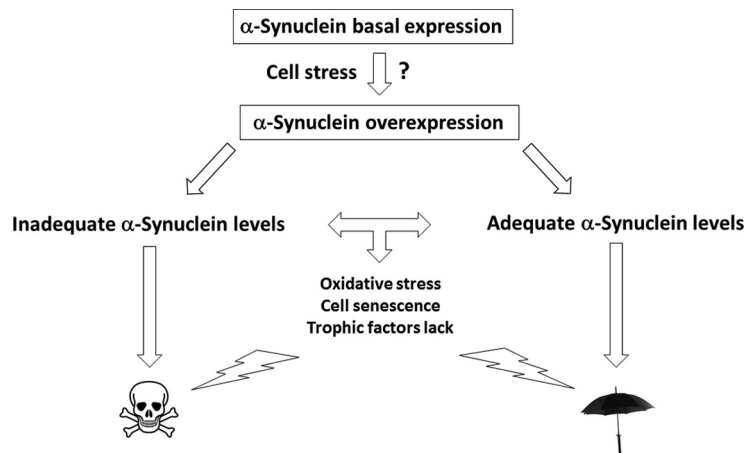 α-Synuclein basal expression
Cell stress ?
α-Synuclein overexpression
Inadequate α-Synuclein levels
Adequate α-Synuclein levels
Oxidative stress
Cell senescence
Trophic factors lack